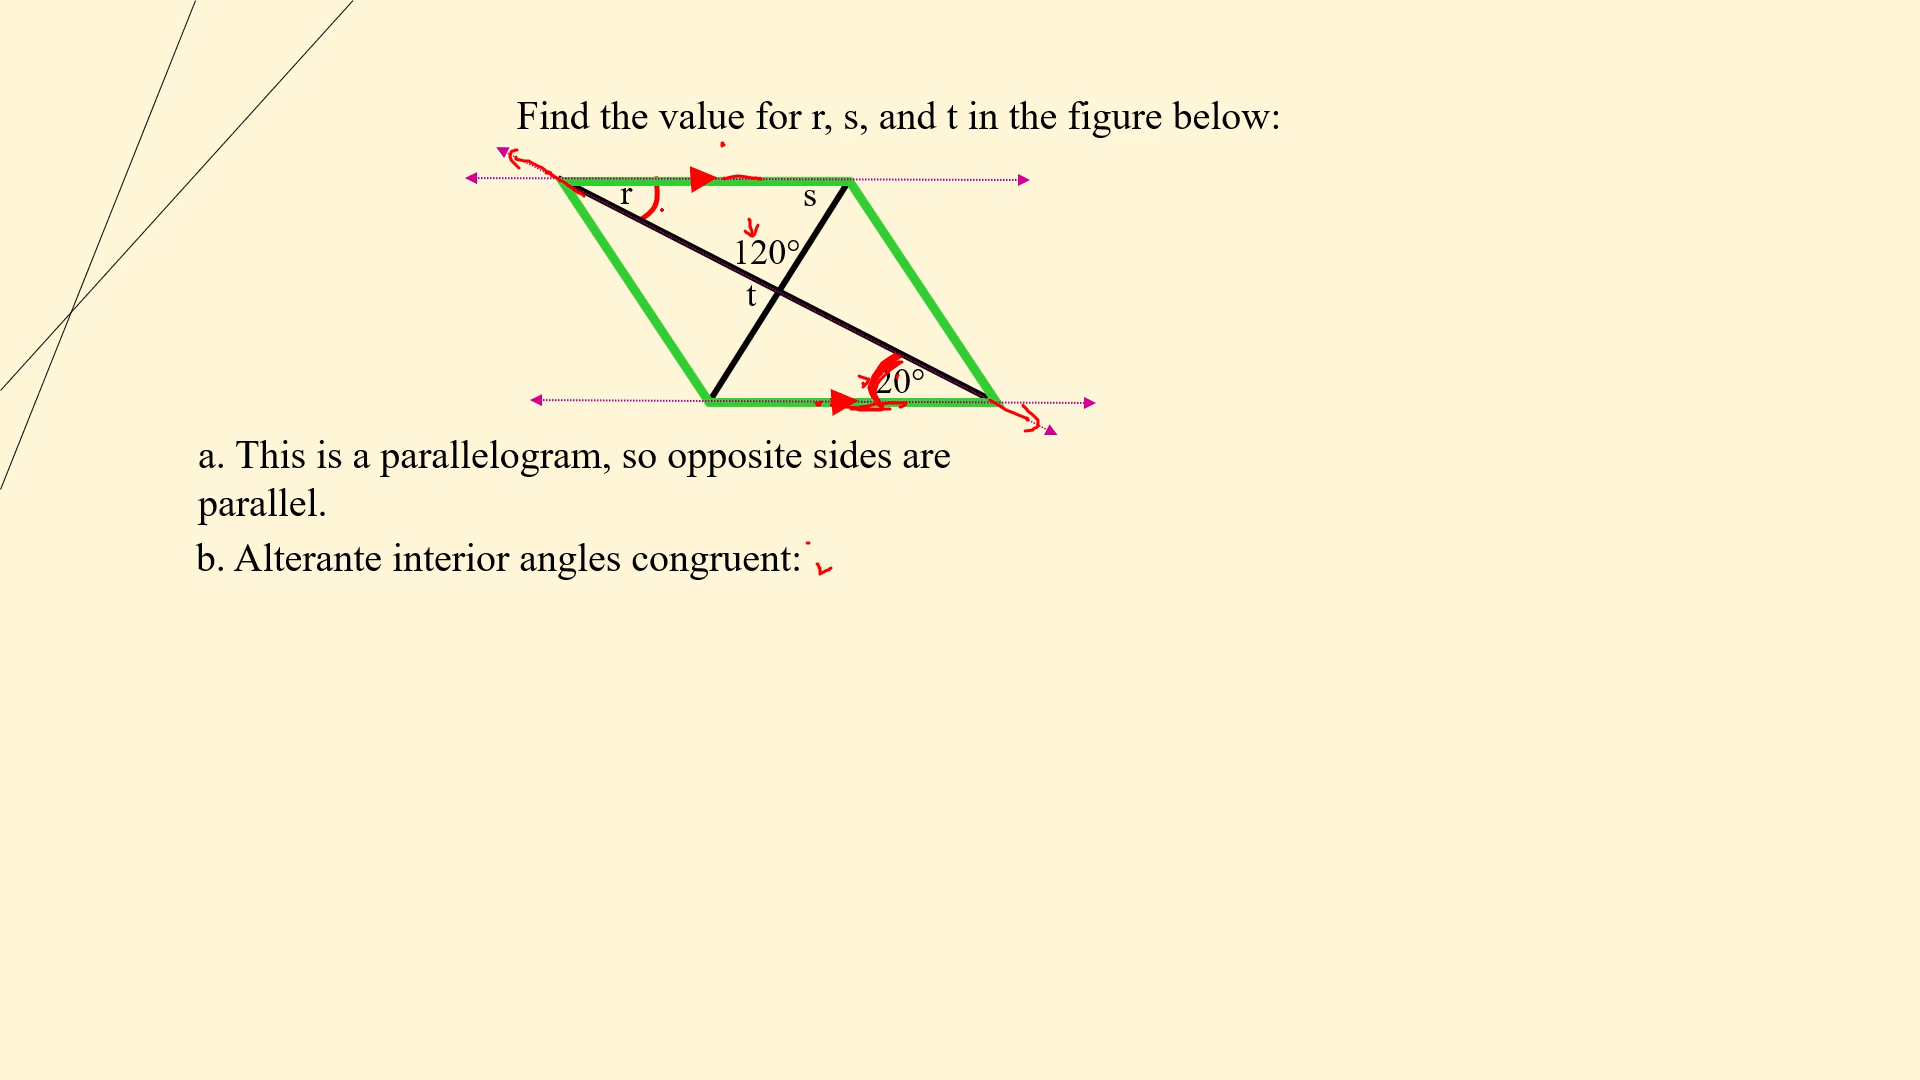 Find the value for r, s, and t in the figure below:
r
s
120°
t
20°
a. This is a parallelogram, so opposite sides are
parallel.
b. Alterante interior angles congruent: